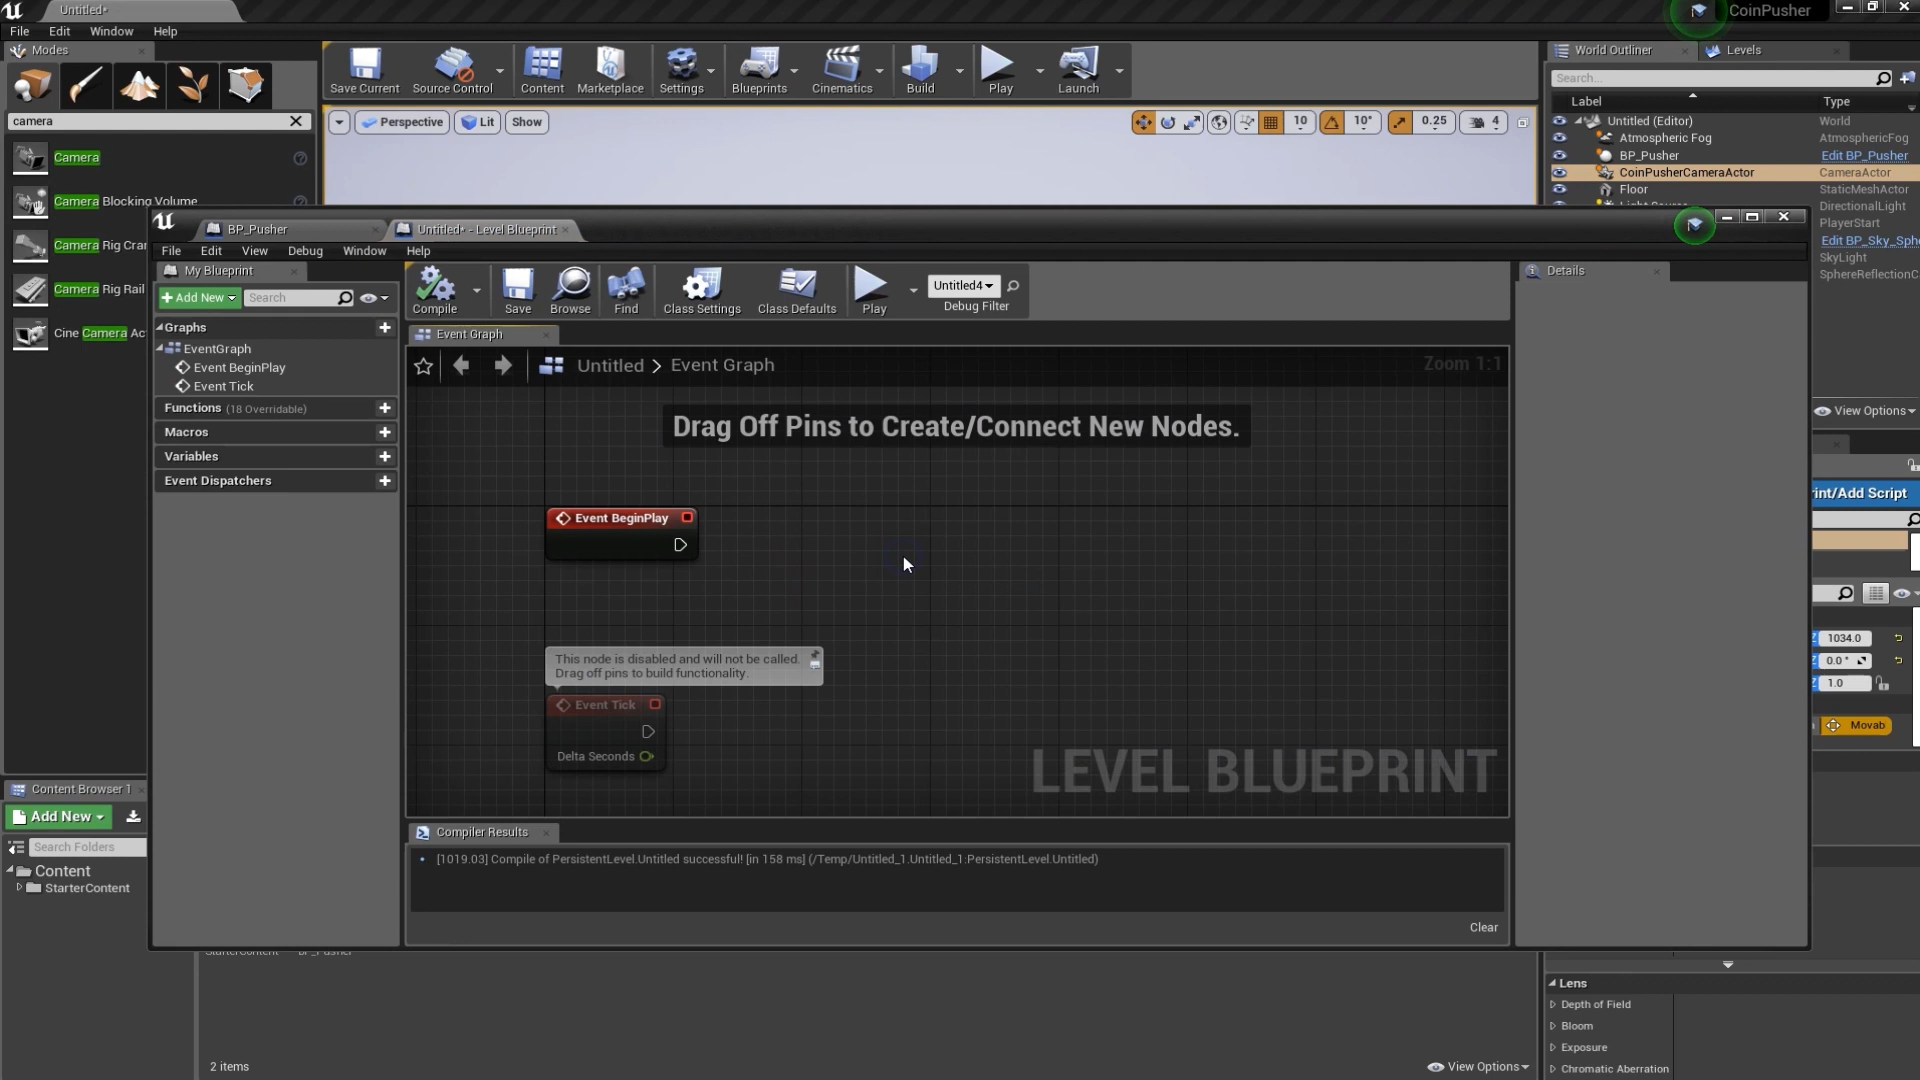 Untitled*
CoinPusher
File Edit Window Help
Modes
camera
Camera
Camera Blocking Volume
Camera Rig Cran
Camera Rig Rail
Cine Camera Ac
Save Current
Source Control
Content
Marketplace
Settings
Blueprints
Cinematics
Build
Play
Launch
Perspective
Lit
Show
10
10°
0.25
4
World Outliner
Levels
Search...
Label
Type
Untitled (Editor) World
Atmospheric Fog AtmosphericFog
BP_Pusher Edit BP_Pusher
CoinPusherCameraActor CameraActor
Floor StaticMeshActor
Light Source DirectionalLight
PlayerStart
Edit BP_Sky_Sphe
SkyLight
SphereReflectionC
BP_Pusher
Untitled* - Level Blueprint
File Edit View Debug Window Help
My Blueprint
Add New
Search
Graphs
EventGraph
Event BeginPlay
Event Tick
Functions (18 Overridable)
Macros
Variables
Event Dispatchers
Compile
Save
Browse
Find
Class Settings
Class Defaults
Play
Untitled4
Debug Filter
Event Graph
Untitled > Event Graph
Zoom 1:1
Drag Off Pins to Create/Connect New Nodes.
Event BeginPlay
This node is disabled and will not be called.
Drag off pins to build functionality.
Event Tick
Delta Seconds
LEVEL BLUEPRINT
Compiler Results
[1019.03] Compile of PersistentLevel.Untitled successful! [in 158 ms] (/Temp/Untitled_1.Untitled_1:PersistentLevel.Untitled)
Clear
Details
View Options
rint/Add Script
Z 1034.0
Z 0.0 °
Z 1.0
Movab
Content Browser 1
Add New
Search Folders
Content
StarterContent
2 items
View Options
Lens
Depth of Field
Bloom
Exposure
Chromatic Aberration